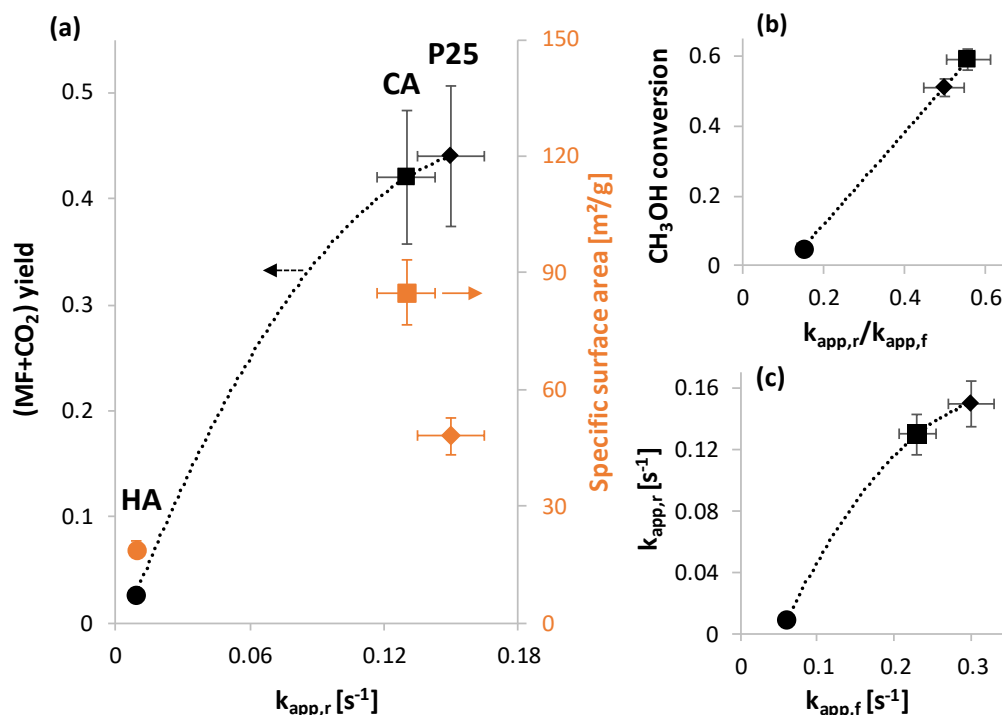 (a)
(MF+CO₂) yield
0.5
0.4
0.3
0.2
0.1
0
HA
CA
P25
0
0.06
0.12
0.18
k_app,r [s⁻¹]
150
120
90
60
30
0
Specific surface area [m²/g]
(b)
CH₃OH conversion
0.6
0.4
0.2
0
0
0.2
0.4
0.6
k_app,r/k_app,f
(c)
k_app,r [s⁻¹]
0.16
0.12
0.08
0.04
0
0
0.1
0.2
0.3
k_app,f [s⁻¹]